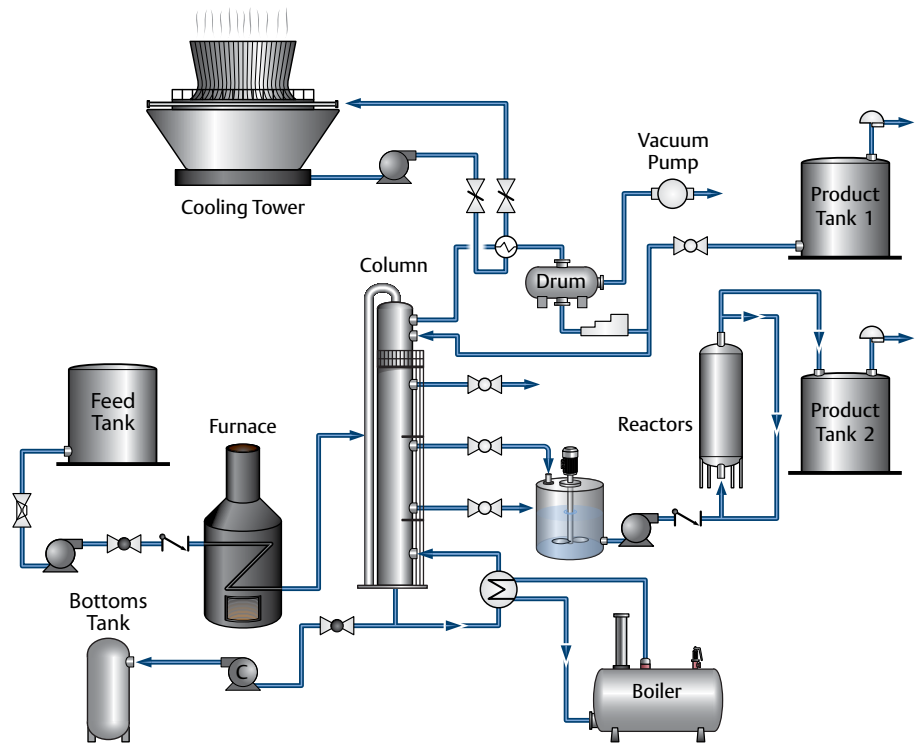 Cooling Tower
Vacuum
Pump
Product
Tank 1
Column
Drum
Feed
Tank
Furnace
Reactors
Product
Tank 2
Bottoms
Tank
C
Boiler